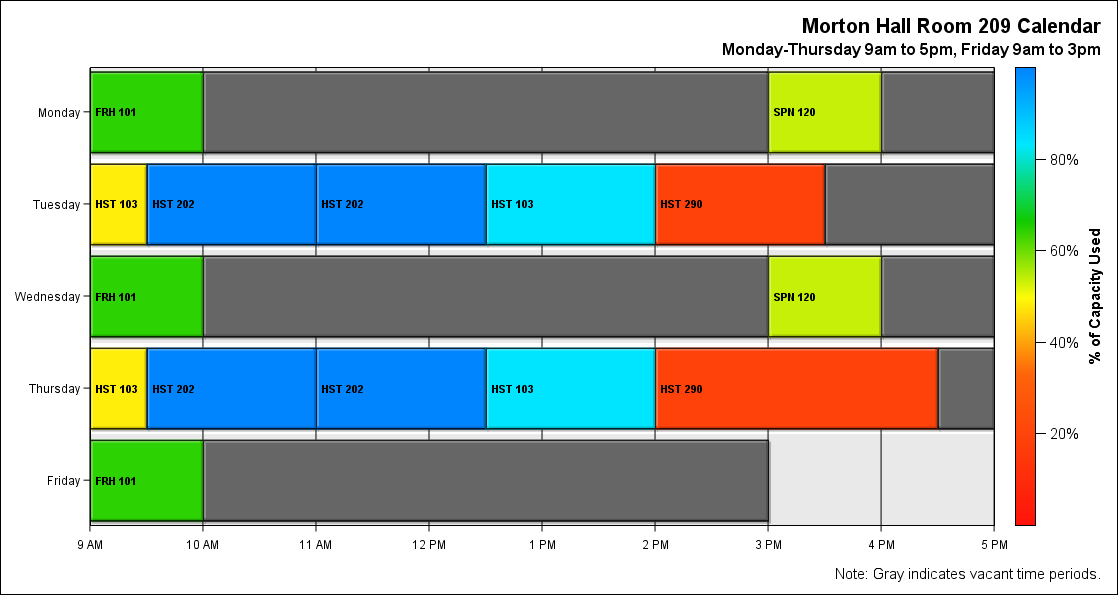 Morton Hall Room 209 Calendar
Monday-Thursday 9am to 5pm, Friday 9am to 3pm
Monday
FRH 101
SPN 120
Tuesday
HST 103
HST 202
HST 202
HST 103
HST 290
Wednesday
FRH 101
SPN 120
Thursday
HST 103
HST 202
HST 202
HST 103
HST 290
Friday
FRH 101
9 AM
10 AM
11 AM
12 PM
1 PM
2 PM
3 PM
4 PM
5 PM
80%
60%
40%
20%
% of Capacity Used
Note: Gray indicates vacant time periods.